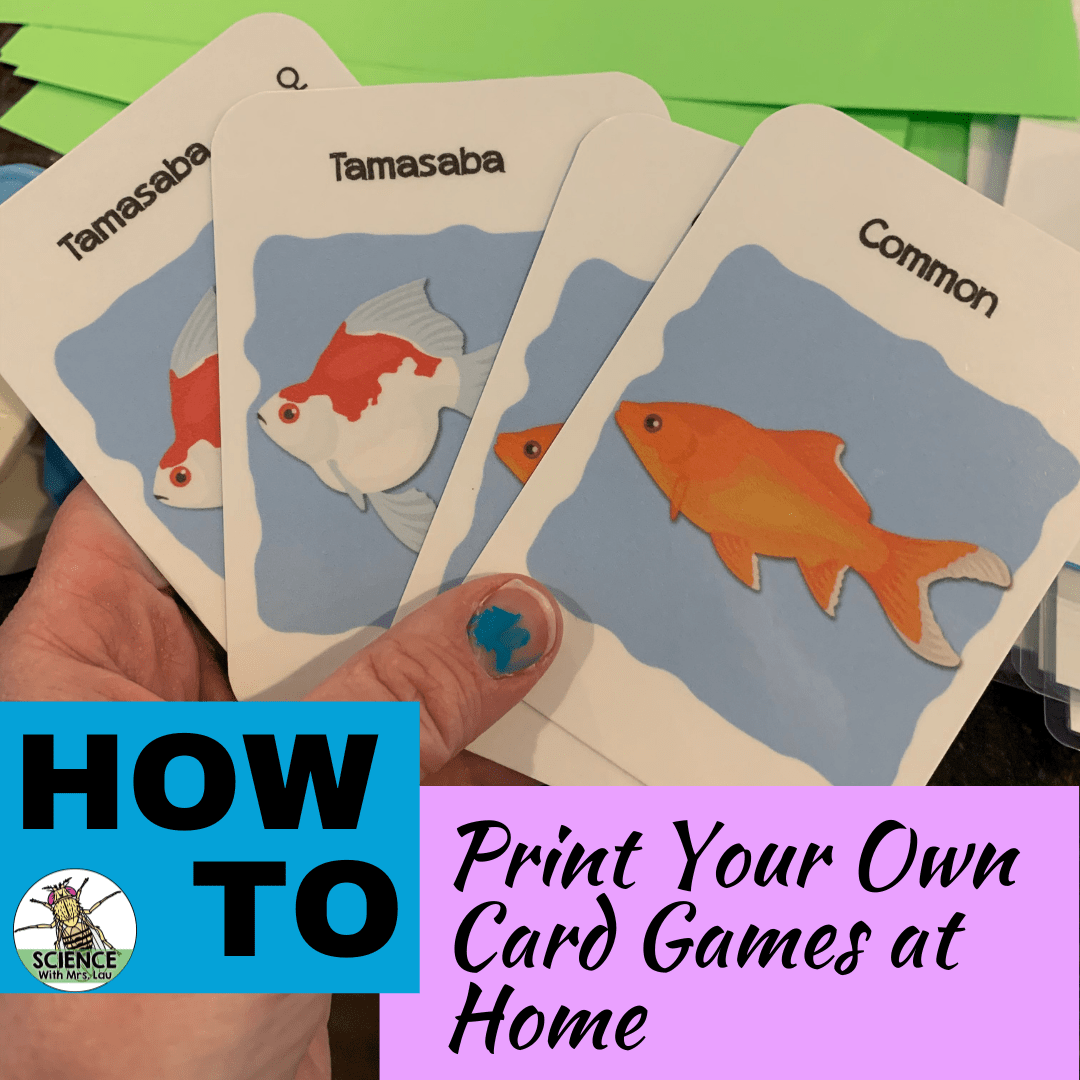 Q
Tamasaba
Tamasaba
Common
HOW
TO
SCIENCE
With Mrs. Lau
Print Your Own
Card Games at
Home